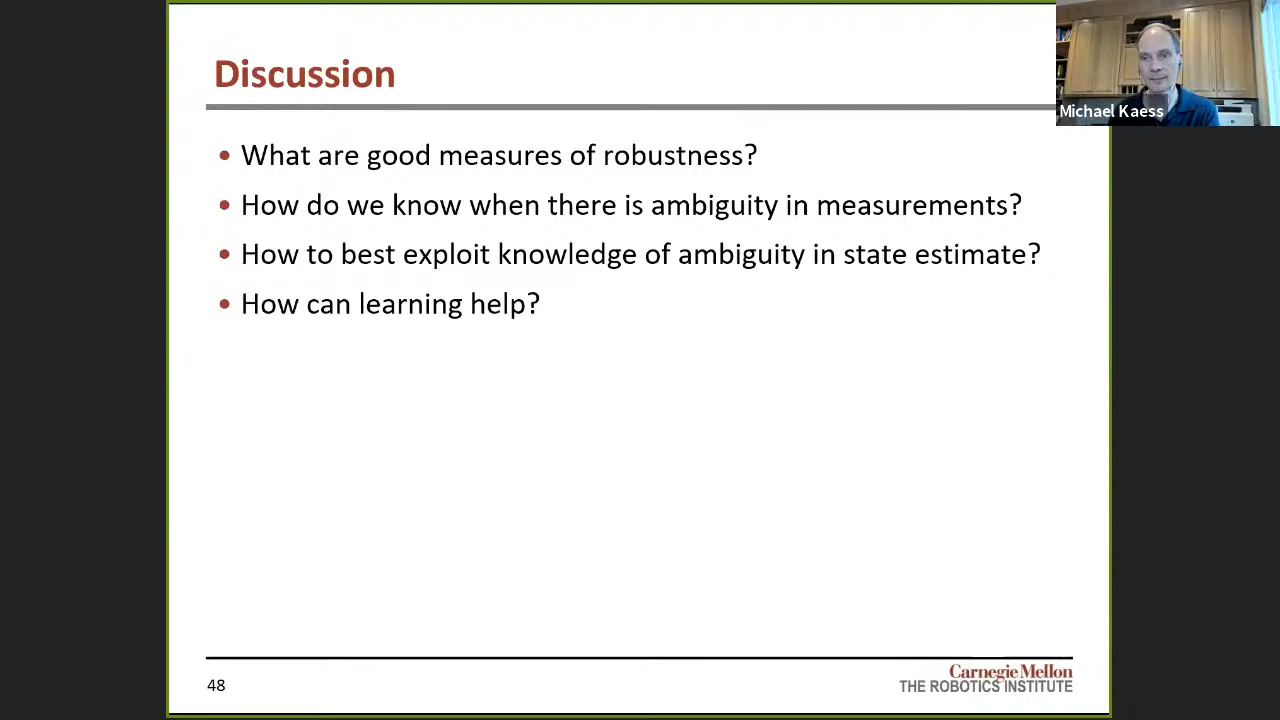 Discussion
Michael Kaess
• What are good measures of robustness?
• How do we know when there is ambiguity in measurements?
• How to best exploit knowledge of ambiguity in state estimate?
• How can learning help?
48
Carnegie Mellon
THE ROBOTICS INSTITUTE